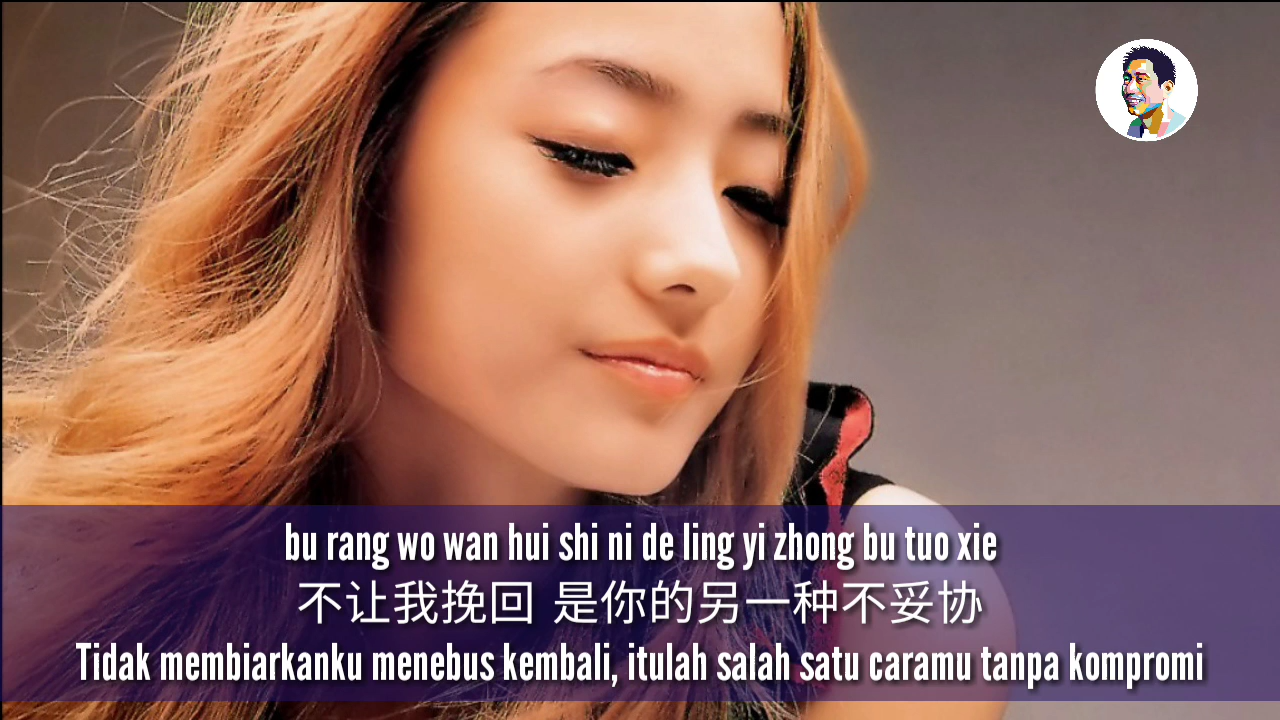 bu rang wo wan hui shi ni de ling yi zhong bu tuo xie
不让我挽回 是你的另一种不妥协
Tidak membiarkanku menebus kembali, itulah salah satu caramu tanpa kompromi